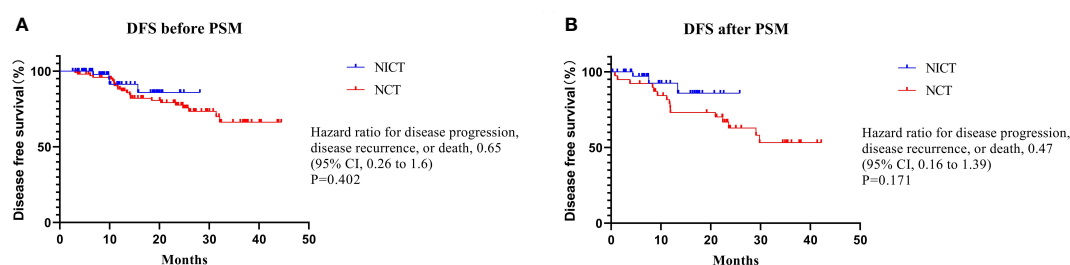 A
DFS before PSM
Disease free survival(%)
100
50
0
0 10 20 30 40 50
Months
NICT
NCT
Hazard ratio for disease progression,
disease recurrence, or death, 0.65
(95% CI, 0.26 to 1.6)
P=0.402
B
DFS after PSM
Disease free survival(%)
100
50
0
0 10 20 30 40 50
Months
NICT
NCT
Hazard ratio for disease progression,
disease recurrence, or death, 0.47
(95% CI, 0.16 to 1.39)
P=0.171